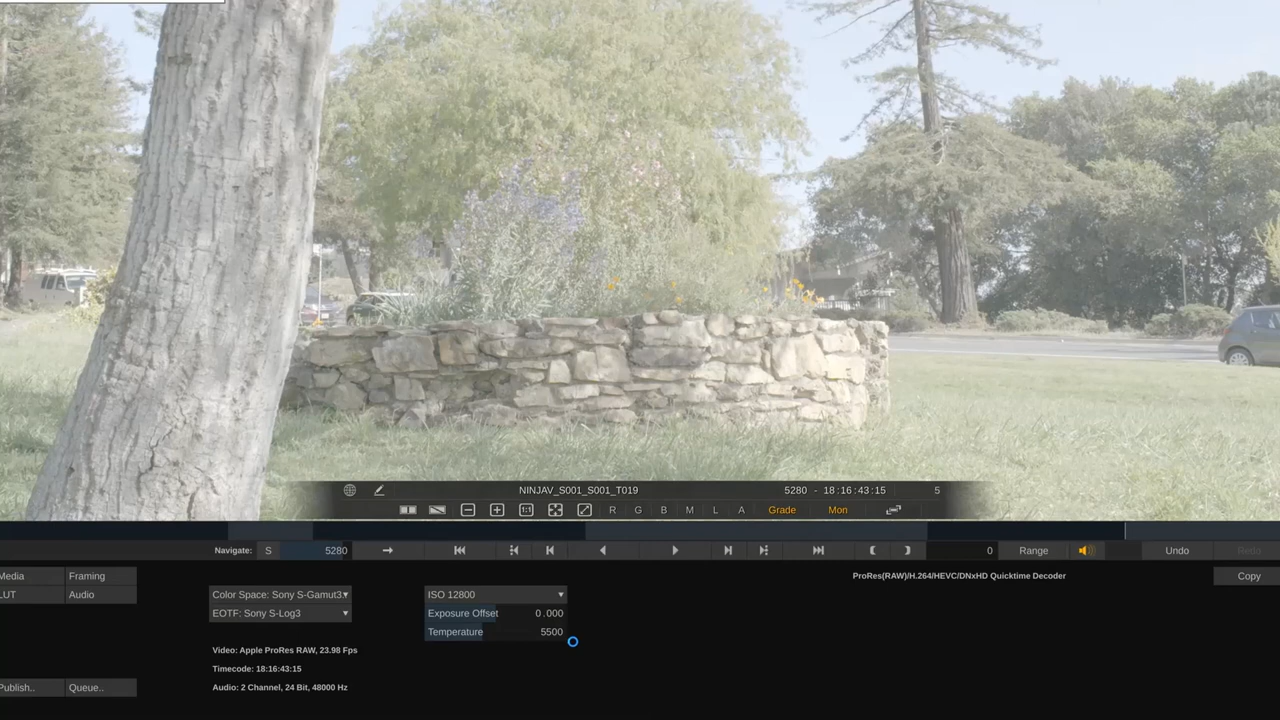 NINJAV_S001_S001_T019 5280 - 18:16:43:15 5
1:1 R G B M L A Grade Mon
Navigate: S 5280 0 Range Undo Redo
Media Framing
LUT Audio
ProRes(RAW)/H.264/HEVC/DNxHD Quicktime Decoder
Copy
Color Space: Sony S-Gamut3. ISO 12800
EOTF: Sony S-Log3 Exposure Offset 0.000
Temperature 5500
Video: Apple ProRes RAW, 23.98 Fps
Timecode: 18:16:43:15
Audio: 2 Channel, 24 Bit, 48000 Hz
Publish.. Queue..